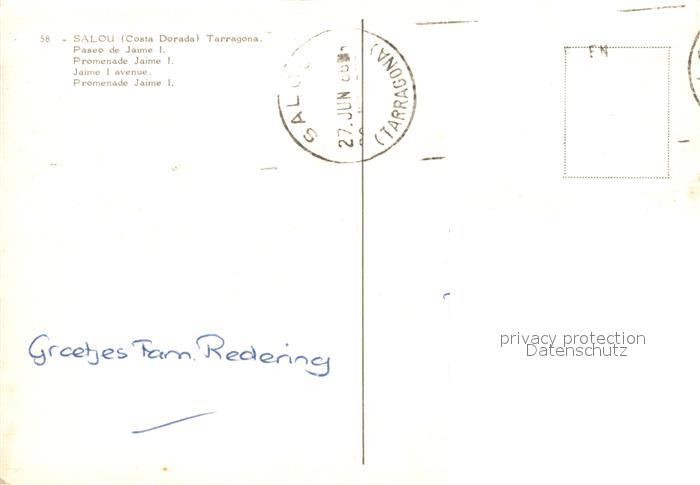 58 - SALOU (Costa Dorada) Tarragona.
Paseo de Jaime I.
Promenade Jaime I.
Jaime I avenue.
Promenade Jaime I.
SALOU
27.JUN
(TARRAGONA)
Groetjes Fam. Redering
privacy protection
Datenschutz